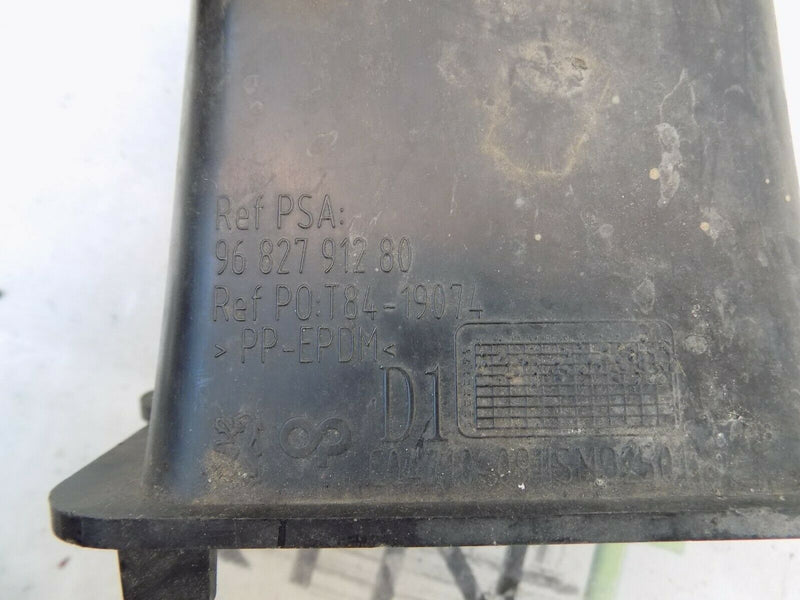 Ref PSA:
96 827 912 80
Ref PO:T84-19074
> PP-EPDM <
D1